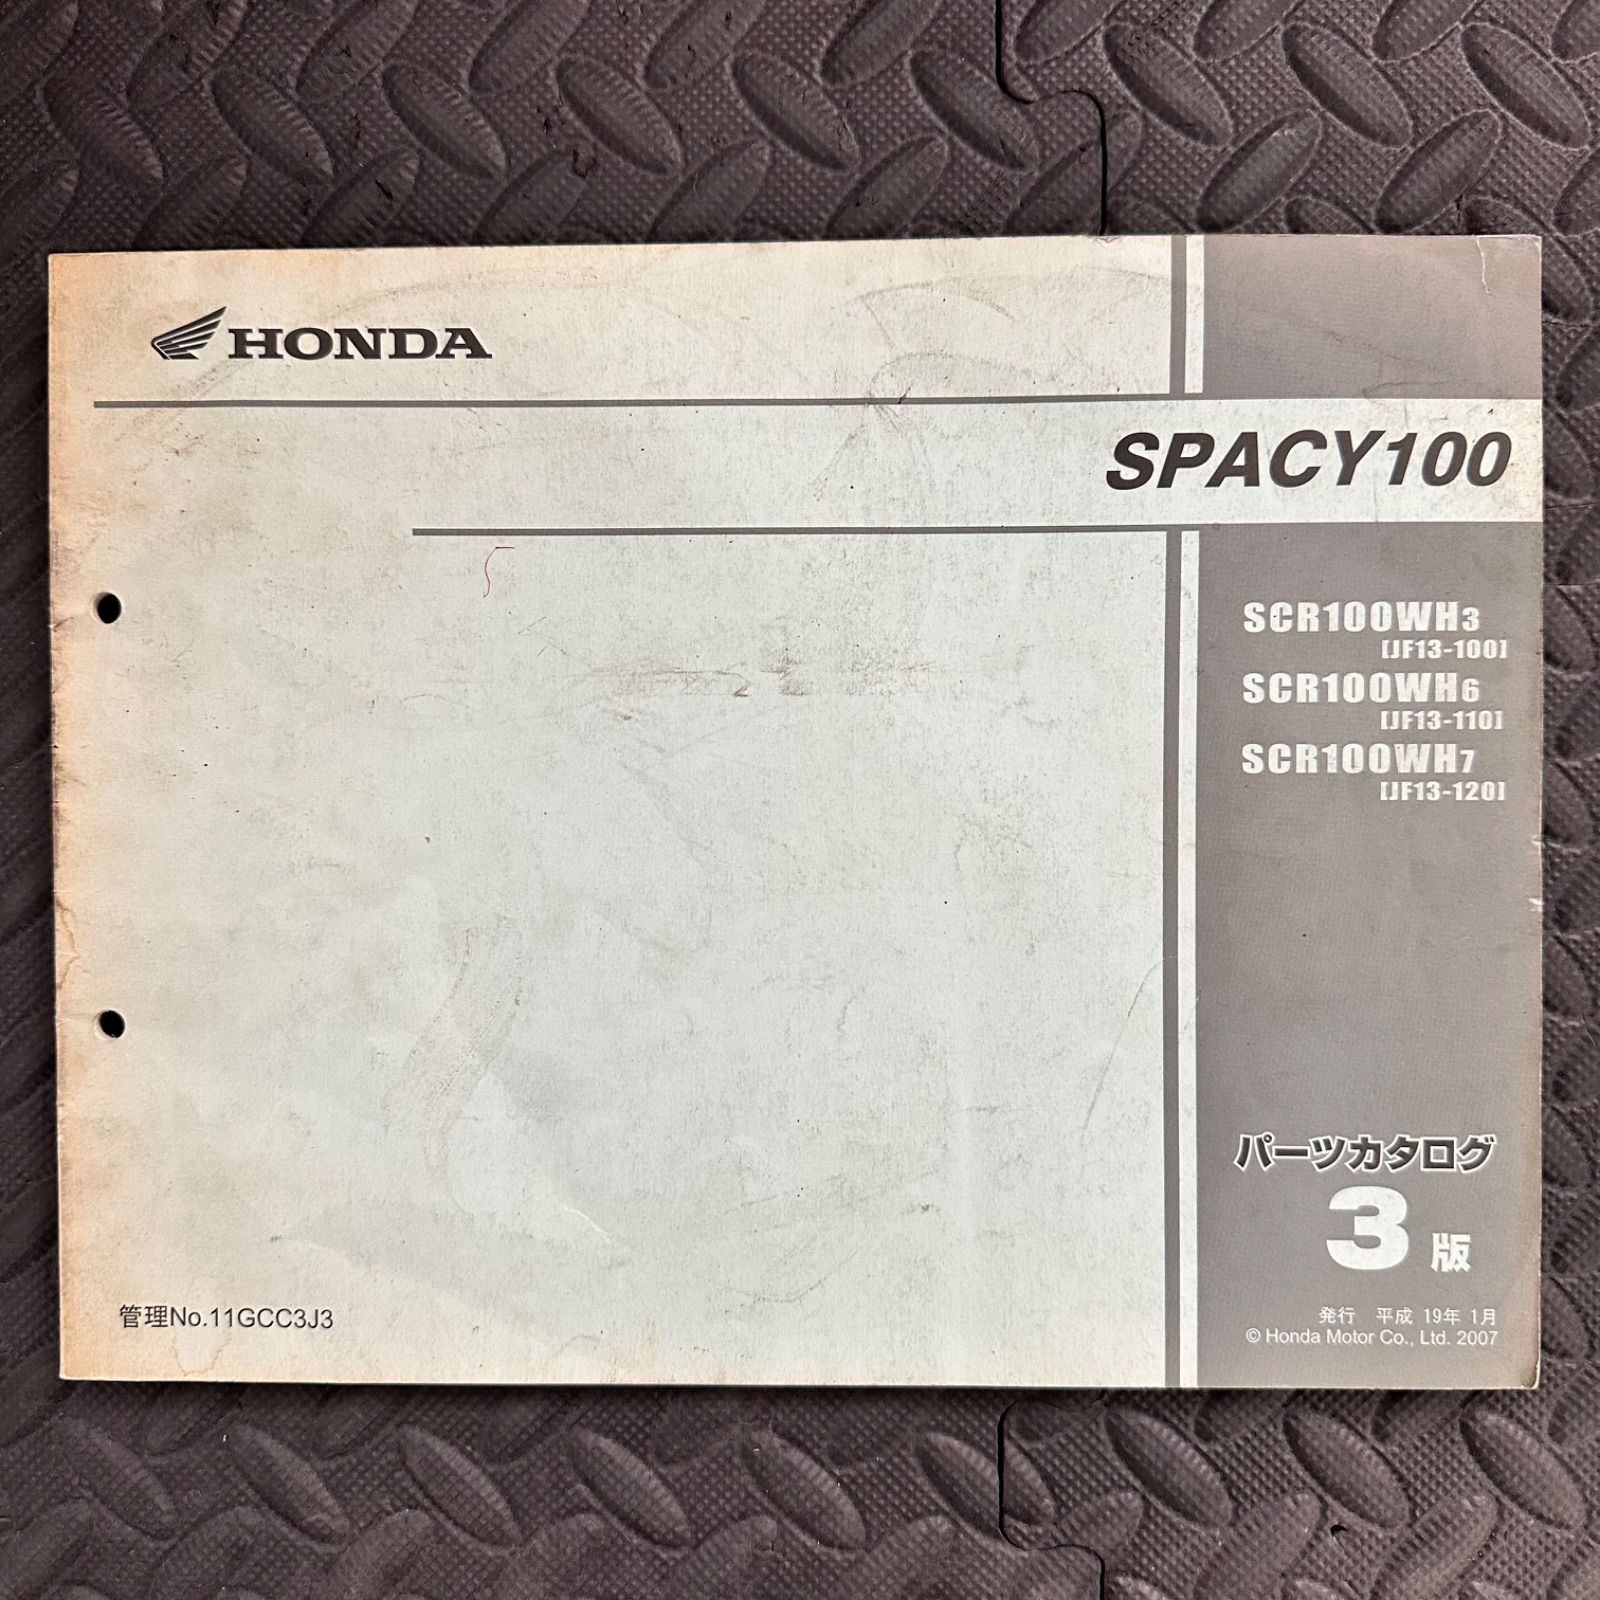 HONDA
SPACY100
SCR100WH3
[JF13-100]
SCR100WH6
[JF13-110]
SCR100WH7
[JF13-120]
パーツカタログ
3版
管理No.11GCC3J3
発行 平成 19年 1月
© Honda Motor Co., Ltd. 2007